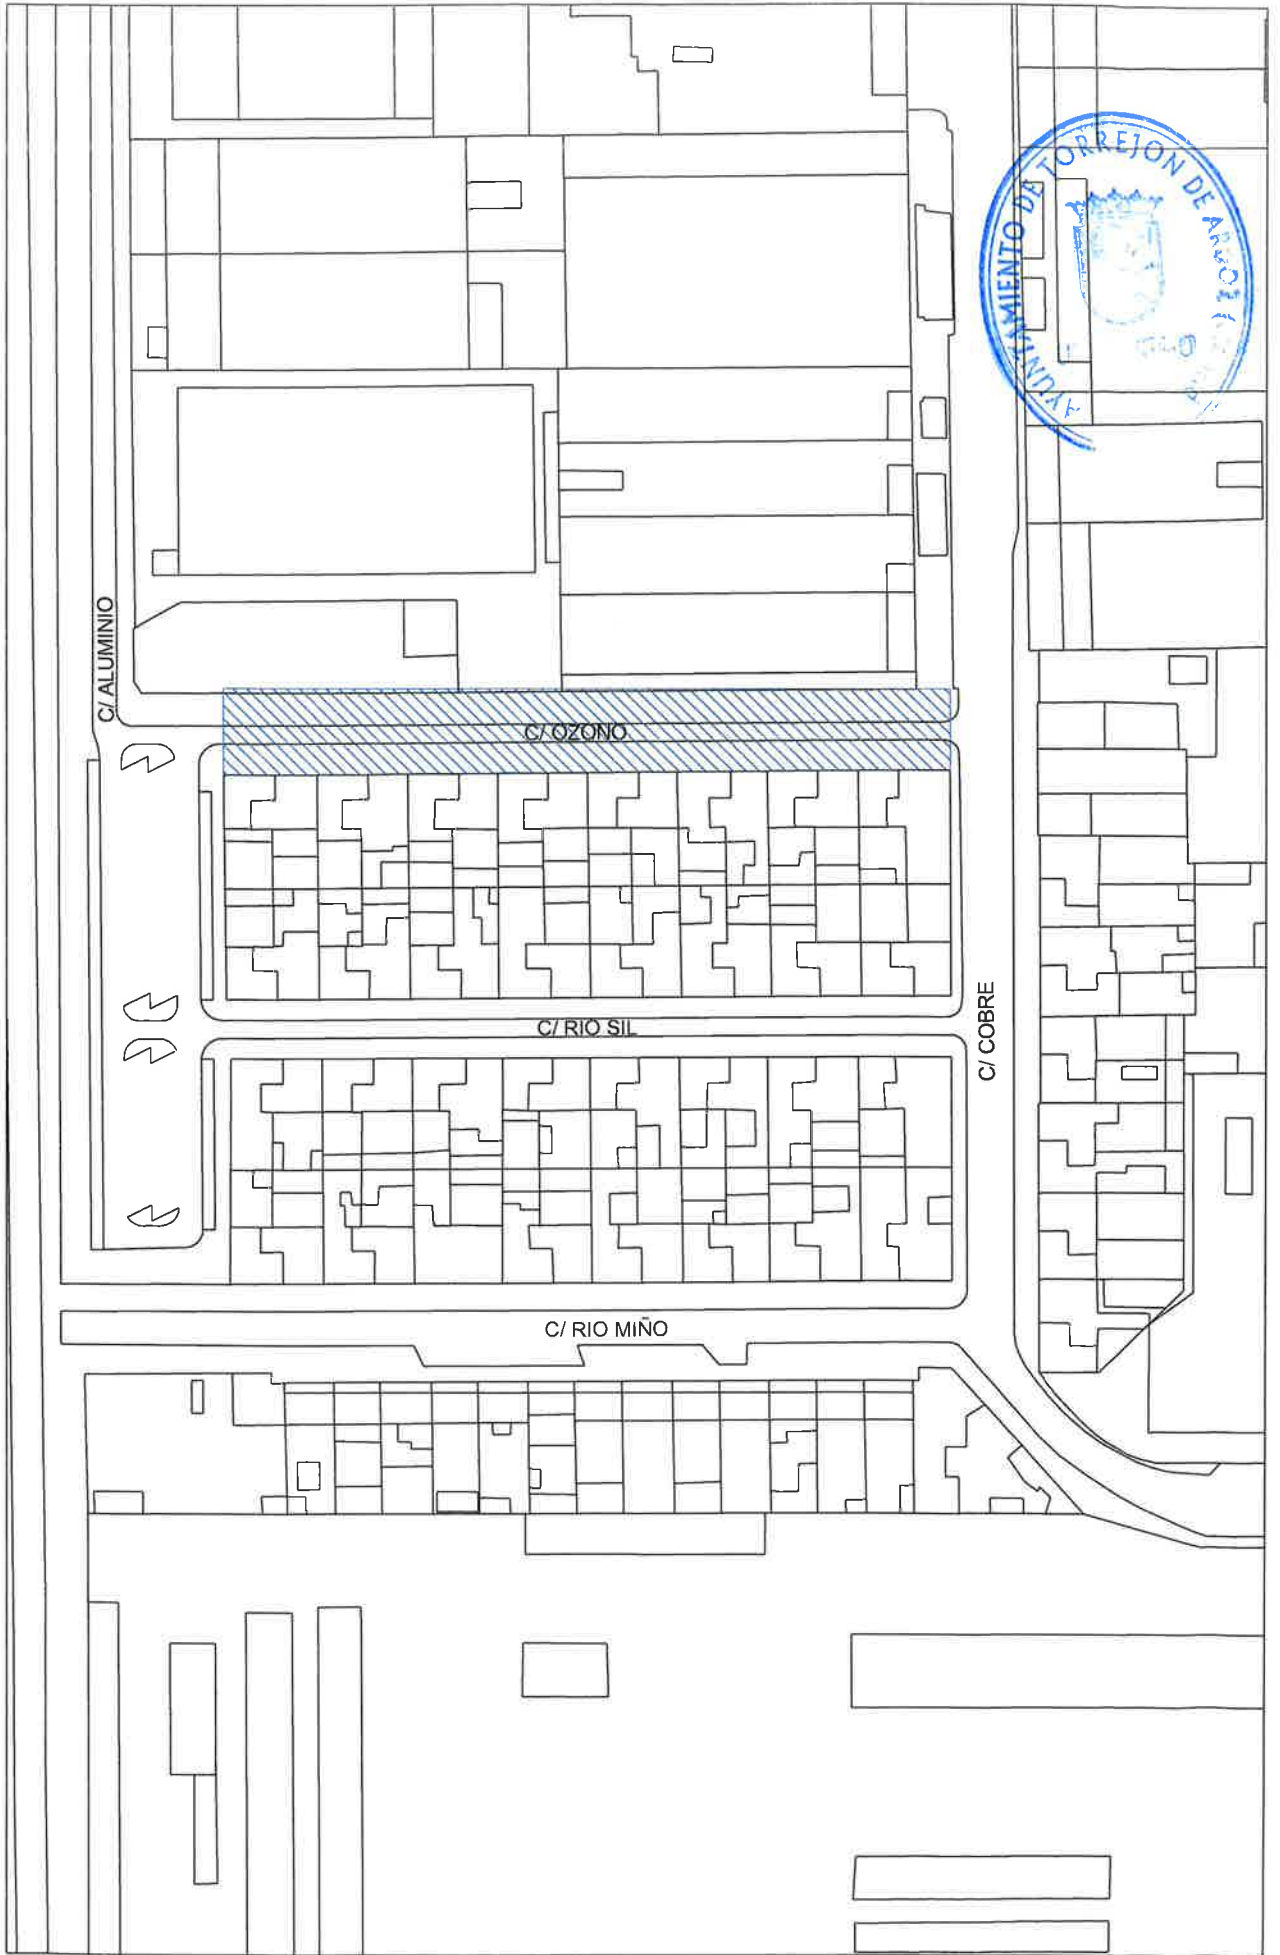 AYUNTAMIENTO DE TORREJON DE ARDOZ
C/ ALUMINIO
C/ OZONO
C/ RIO SIL
C/ COBRE
C/ RIO MIÑO